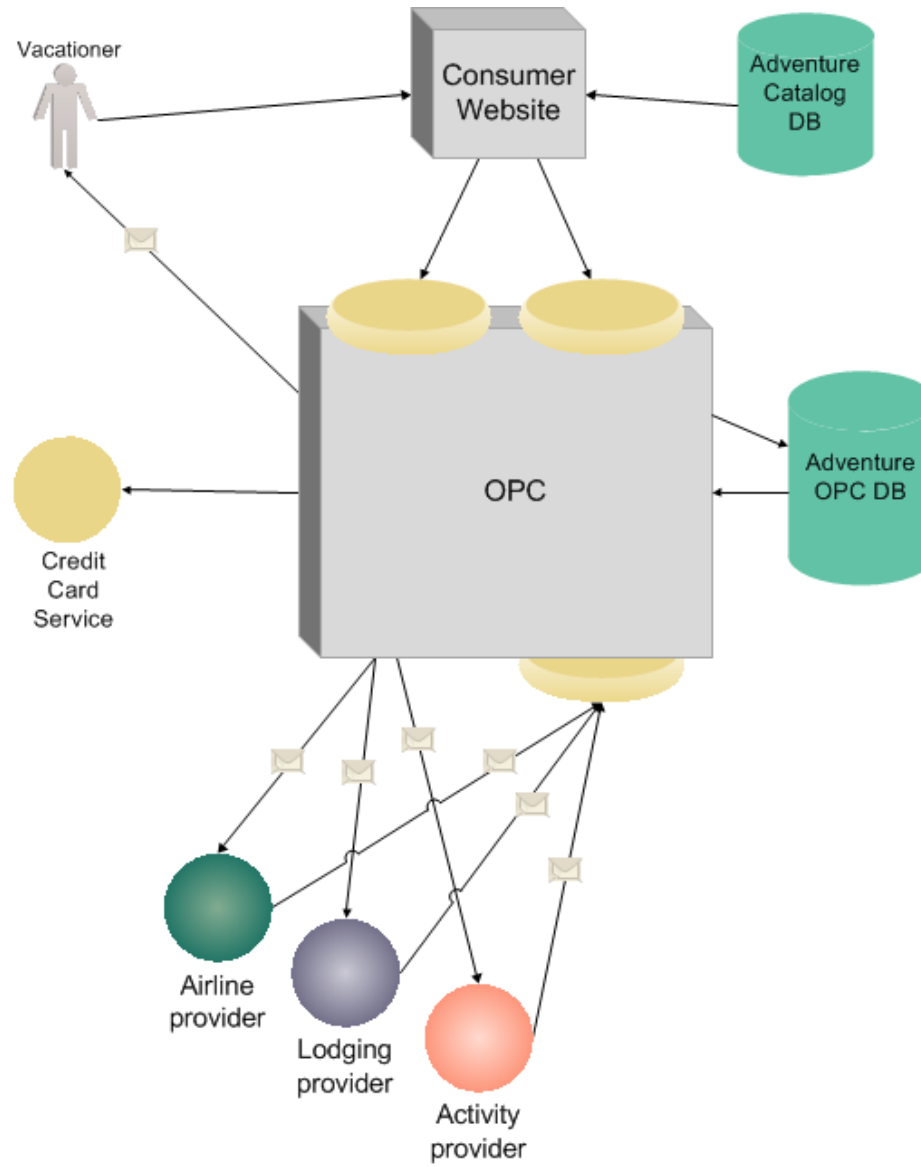 Vacationer
Consumer
Website
Adventure
Catalog
DB
OPC
Adventure
OPC DB
Credit
Card
Service
Airline
provider
Lodging
provider
Activity
provider